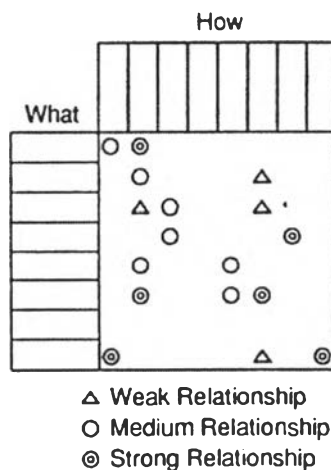 How
What
△ Weak Relationship
○ Medium Relationship
◎ Strong Relationship